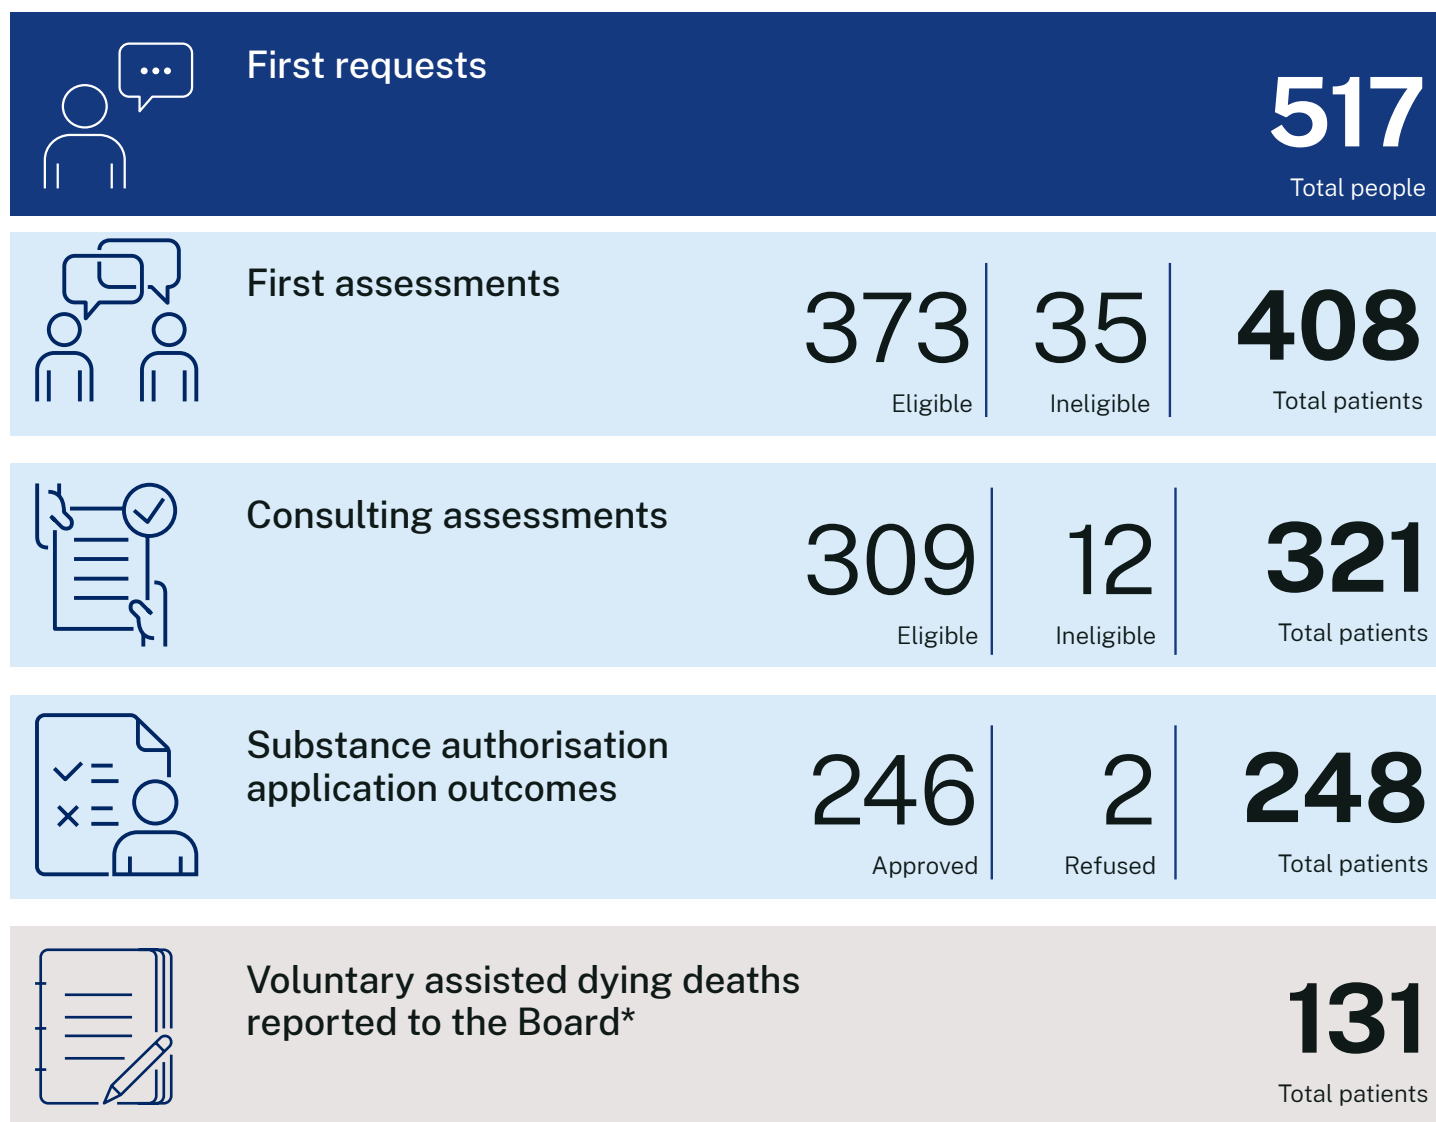 First requests
517
Total people
First assessments
373
Eligible
35
Ineligible
408
Total patients
Consulting assessments
309
Eligible
12
Ineligible
321
Total patients
Substance authorisation
application outcomes
246
Approved
2
Refused
248
Total patients
Voluntary assisted dying deaths
reported to the Board*
131
Total patients